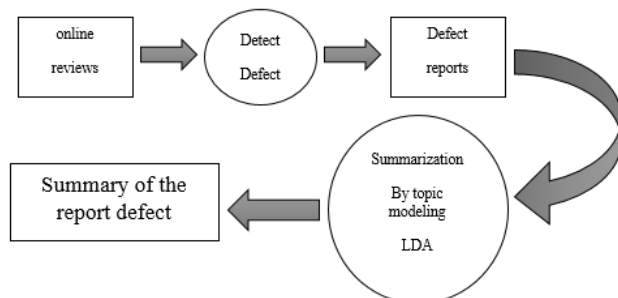 online
reviews
Detect
Defect
Defect
reports
Summarization
By topic
modeling
LDA
Summary of the
report defect